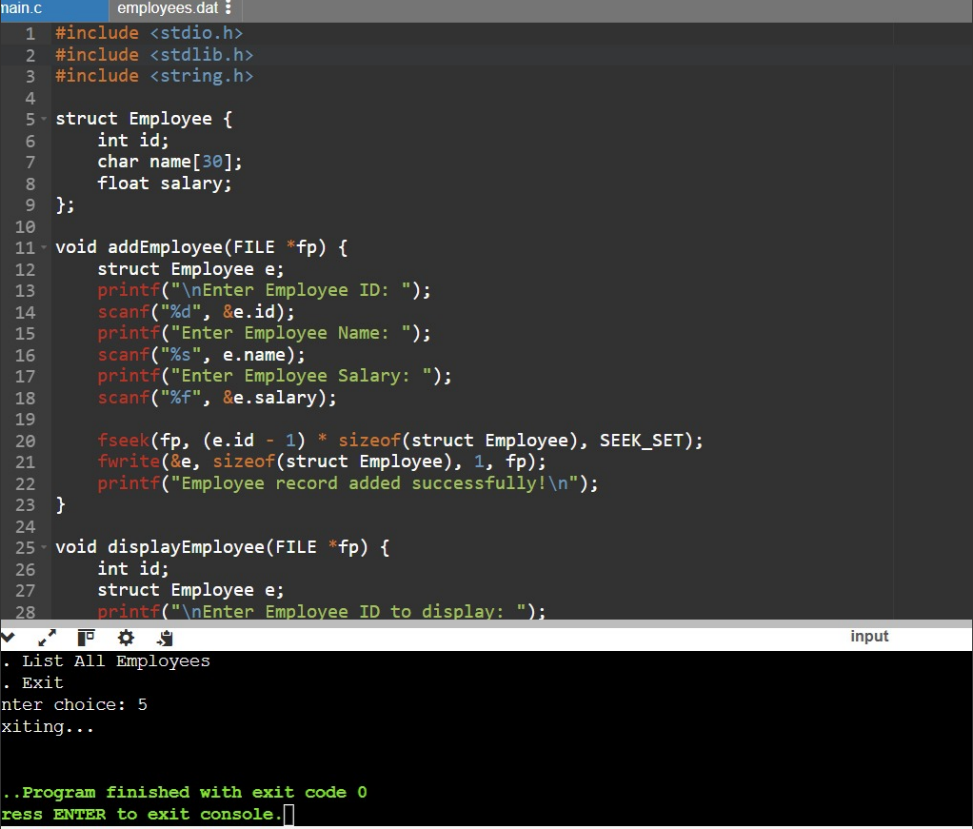 main.c employees.dat
1 #include <stdio.h>
2 #include <stdlib.h>
3 #include <string.h>
4
5 struct Employee {
6     int id;
7     char name[30];
8     float salary;
9 };
10
11 void addEmployee(FILE *fp) {
12     struct Employee e;
13     printf("\nEnter Employee ID: ");
14     scanf("%d", &e.id);
15     printf("Enter Employee Name: ");
16     scanf("%s", e.name);
17     printf("Enter Employee Salary: ");
18     scanf("%f", &e.salary);
19
20     fseek(fp, (e.id - 1) * sizeof(struct Employee), SEEK_SET);
21     fwrite(&e, sizeof(struct Employee), 1, fp);
22     printf("Employee record added successfully!\n");
23 }
24
25 void displayEmployee(FILE *fp) {
26     int id;
27     struct Employee e;
28     printf("\nEnter Employee ID to display: ");
input
. List All Employees
. Exit
nter choice: 5
xiting...
..Program finished with exit code 0
ress ENTER to exit console.